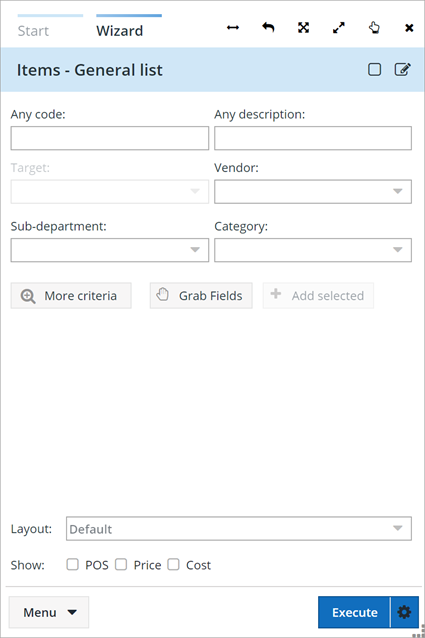 Start Wizard
Items - General list
Any code: Any description:
Target: Vendor:
Sub-department: Category:
More criteria Grab Fields Add selected
Layout: Default
Show: POS Price Cost
Menu Execute